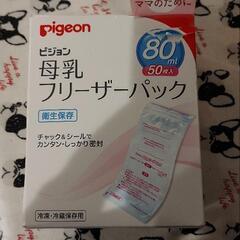 ママのために
Pigeon
ピジョン
母乳
フリーザーパック
80ml
50枚入
衛生保存
チャック&シールで
カンタン・しっかり密封
冷凍・冷蔵保存用